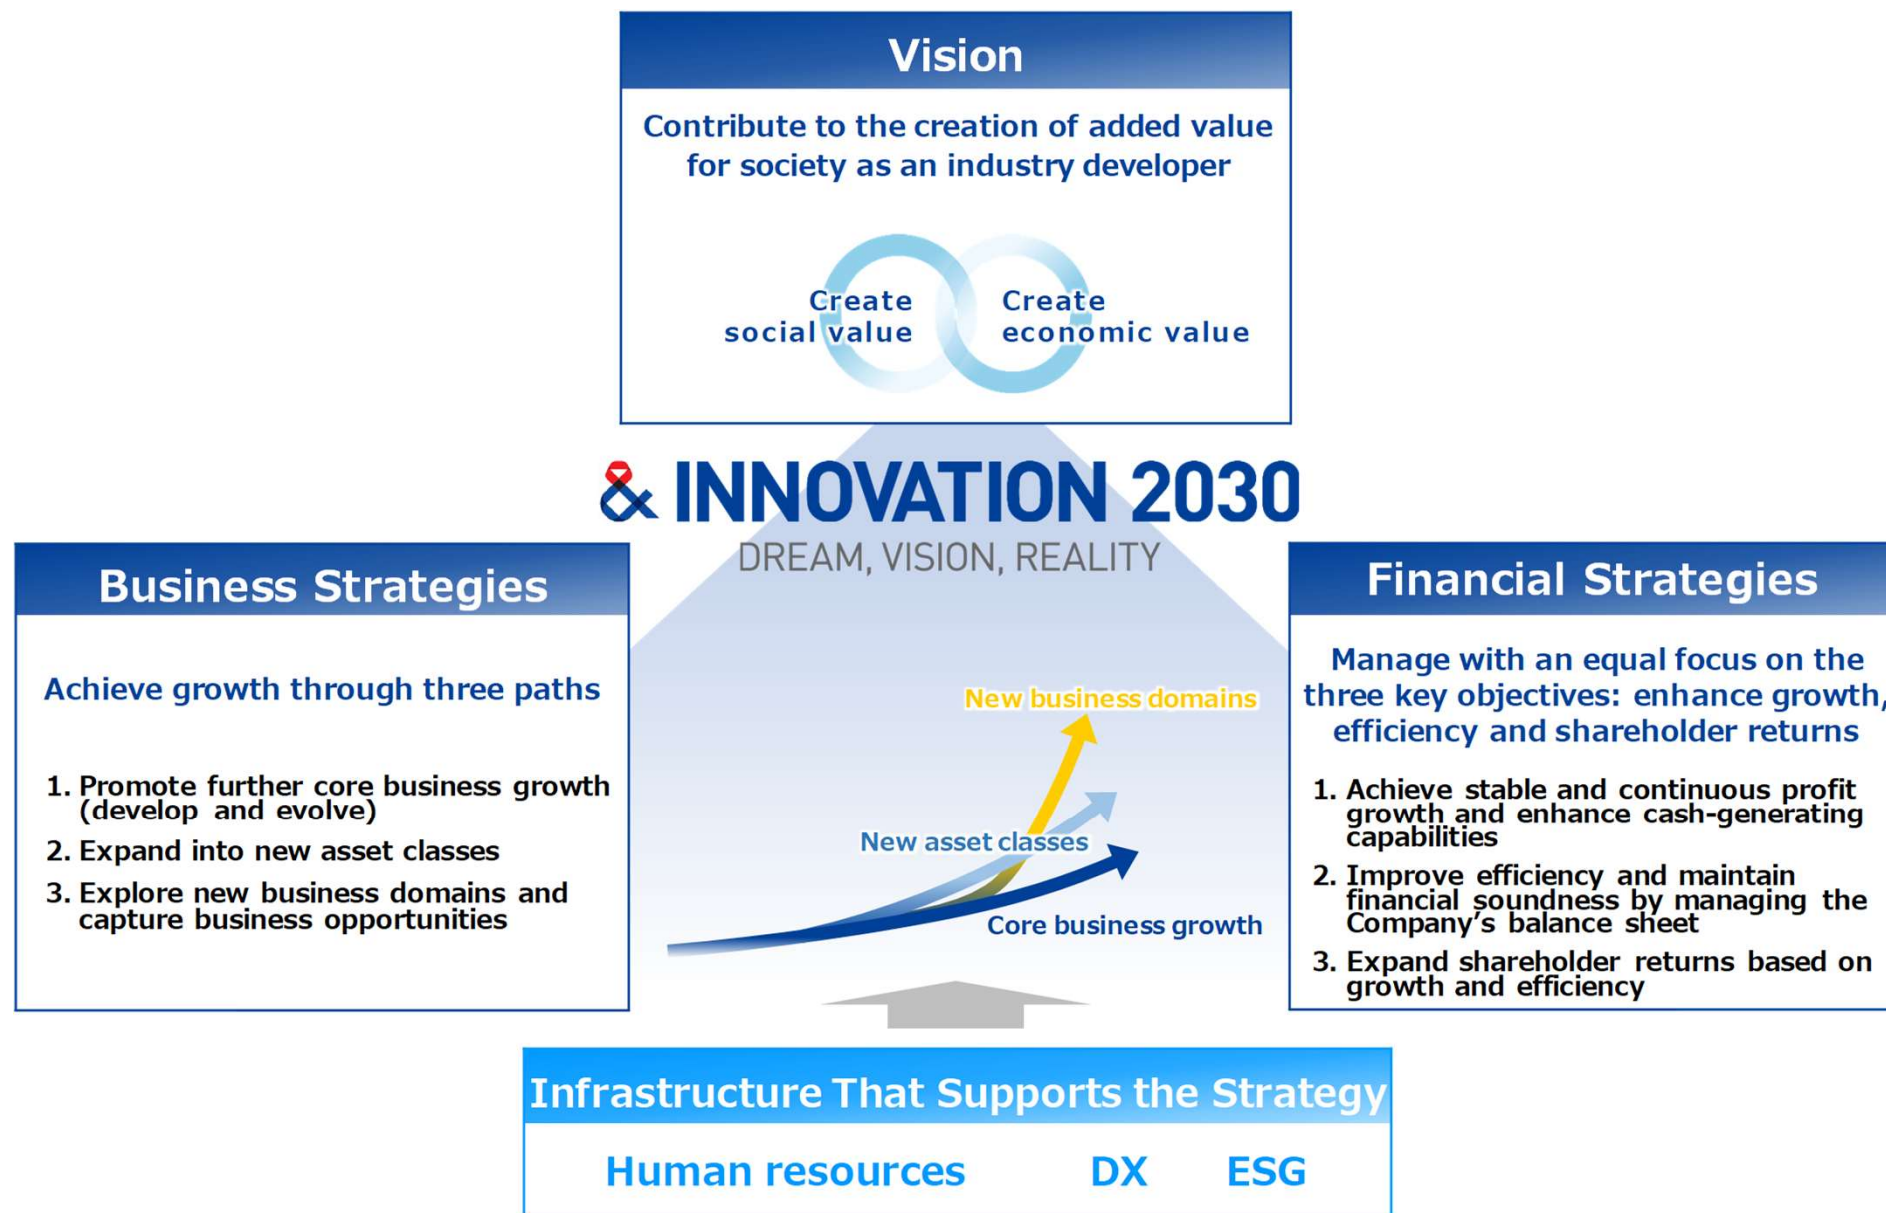 Vision
Contribute to the creation of added value
for society as an industry developer
Create
social value
Create
economic value
& INNOVATION 2030
DREAM, VISION, REALITY
Business Strategies
Achieve growth through three paths
1. Promote further core business growth
(develop and evolve)
2. Expand into new asset classes
3. Explore new business domains and
capture business opportunities
New business domains
New asset classes
Core business growth
Financial Strategies
Manage with an equal focus on the
three key objectives: enhance growth,
efficiency and shareholder returns
1. Achieve stable and continuous profit
growth and enhance cash-generating
capabilities
2. Improve efficiency and maintain
financial soundness by managing the
Company’s balance sheet
3. Expand shareholder returns based on
growth and efficiency
Infrastructure That Supports the Strategy
Human resources DX ESG